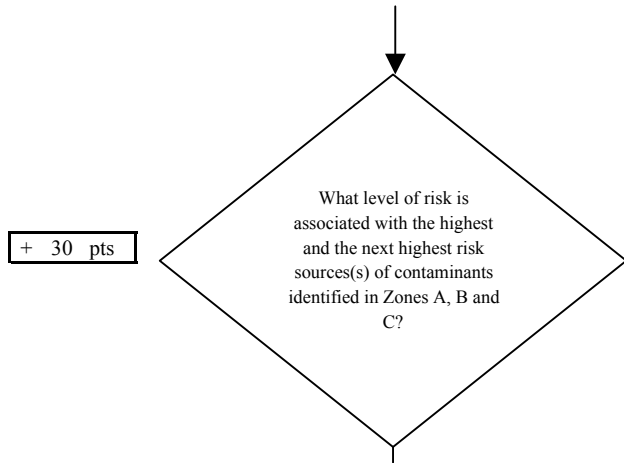 What level of risk is
associated with the highest
and the next highest risk
sources(s) of contaminants
identified in Zones A, B and
C?
+ 30 pts